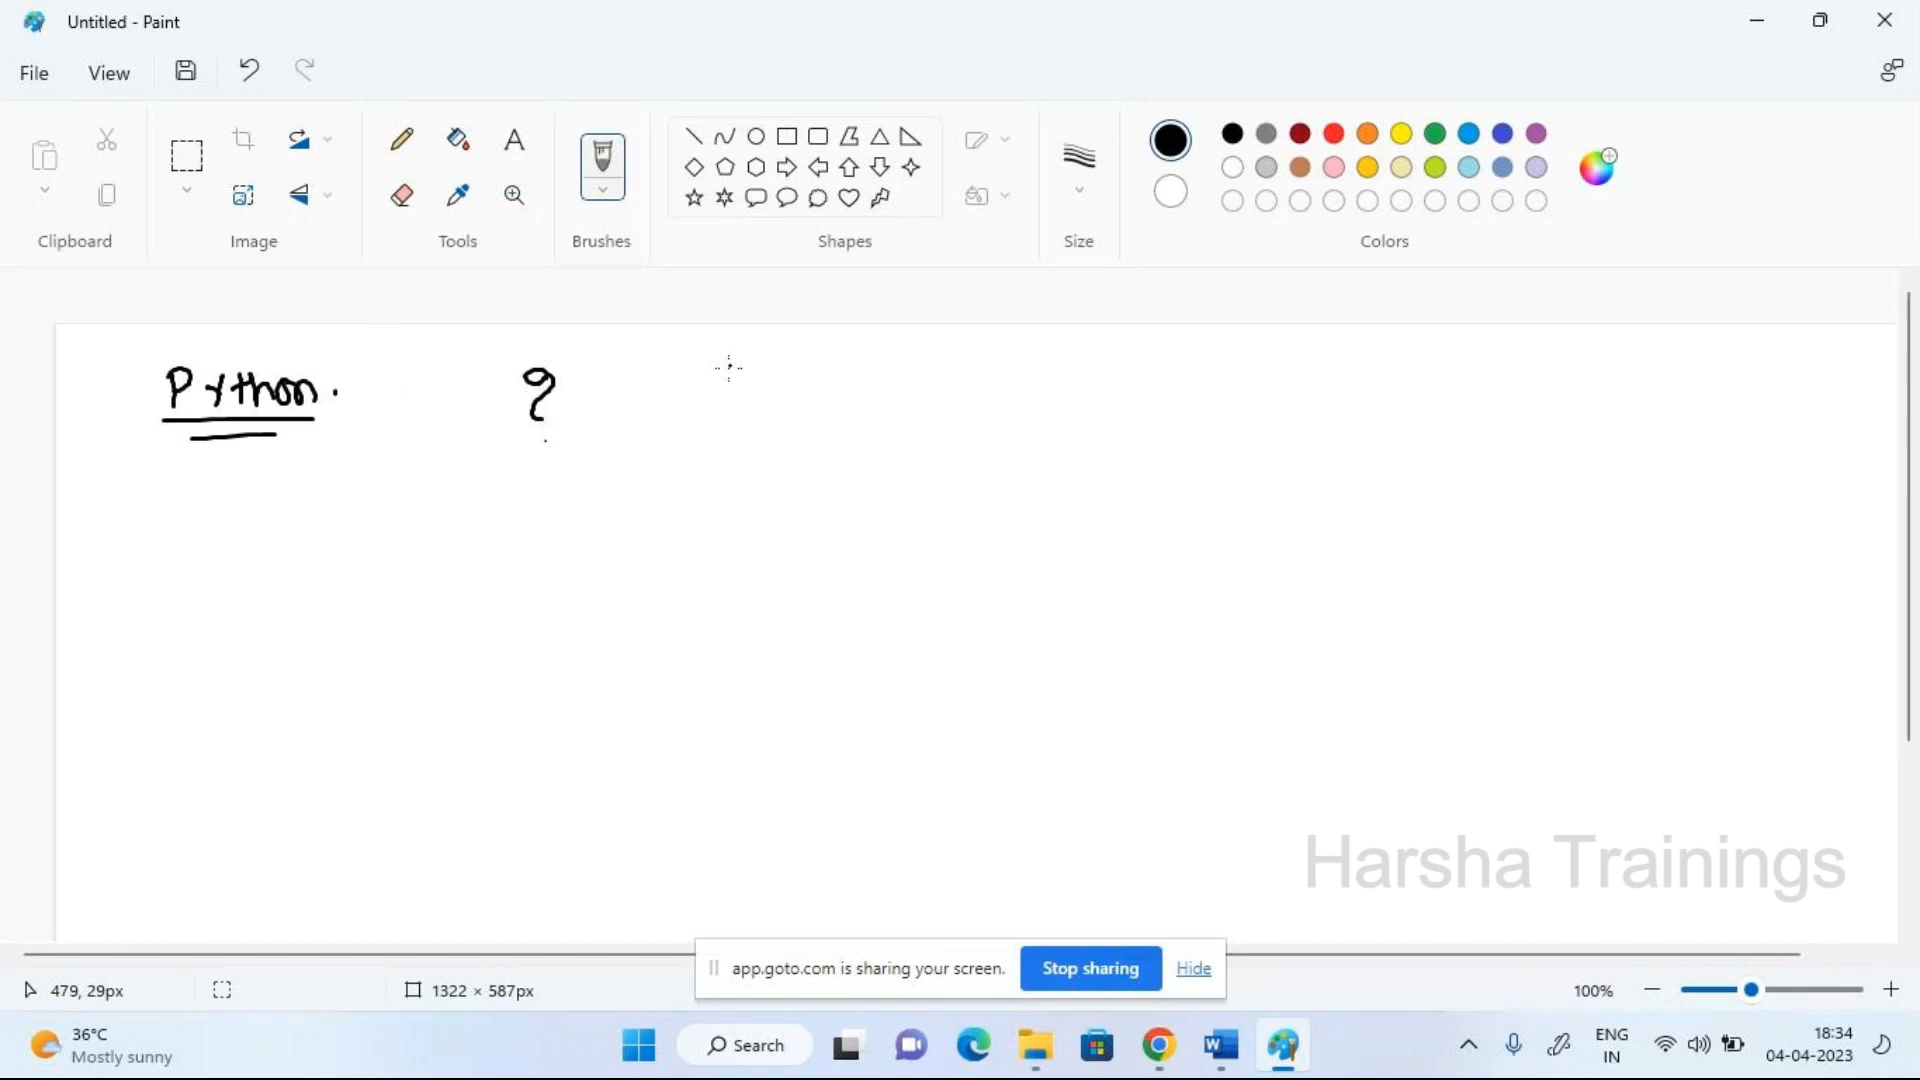 Untitled - Paint
File View
Clipboard Image Tools Brushes Shapes Size Colors
Python. ?
Harsha Trainings
app.goto.com is sharing your screen. Stop sharing Hide
479, 29px 1322 × 587px 100%
36°C
Mostly sunny
Search
ENG
IN
18:34
04-04-2023